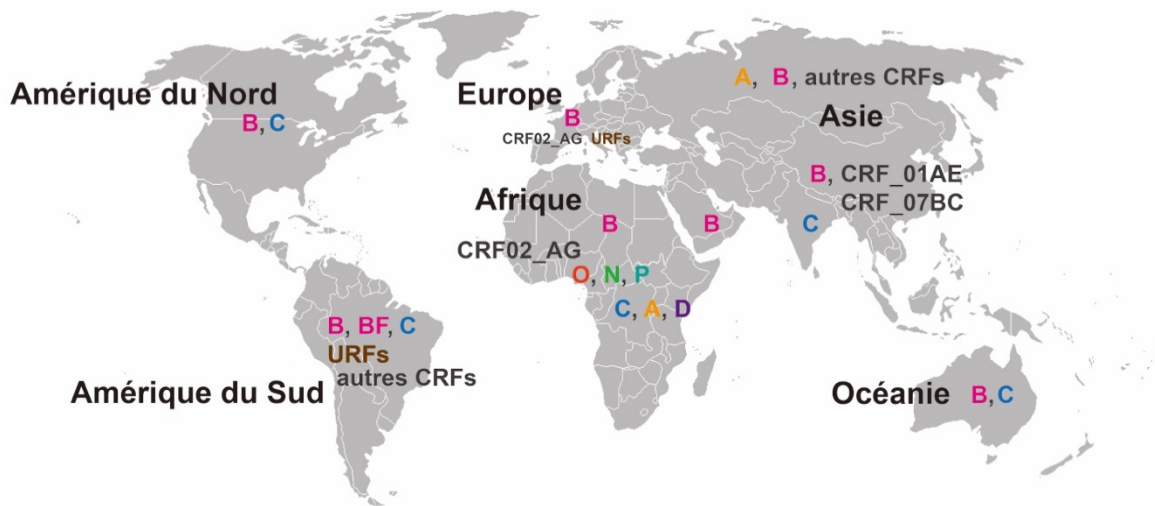 Amérique du Nord
B, C
Europe
B
CRF02_AG, URFs
A, B, autres CRFs
Asie
B, CRF_01AE
CRF_07BC
C
Afrique
B
B
CRF02_AG
O, N, P
C, A, D
B, BF, C
URFs
autres CRFs
Amérique du Sud
Océanie
B, C